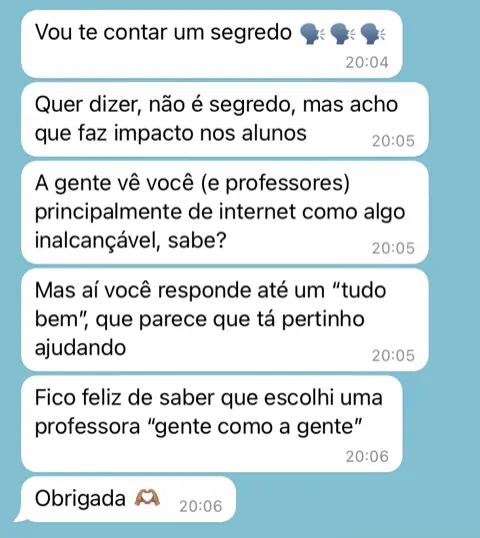 Vou te contar um segredo 🗣️🗣️🗣️
20:04
Quer dizer, não é segredo, mas acho
que faz impacto nos alunos
20:05
A gente vê você (e professores)
principalmente de internet como algo
inalcançável, sabe?
20:05
Mas aí você responde até um “tudo
bem”, que parece que tá pertinho
ajudando
20:05
Fico feliz de saber que escolhi uma
professora “gente como a gente”
20:06
Obrigada 🫶🏽
20:06